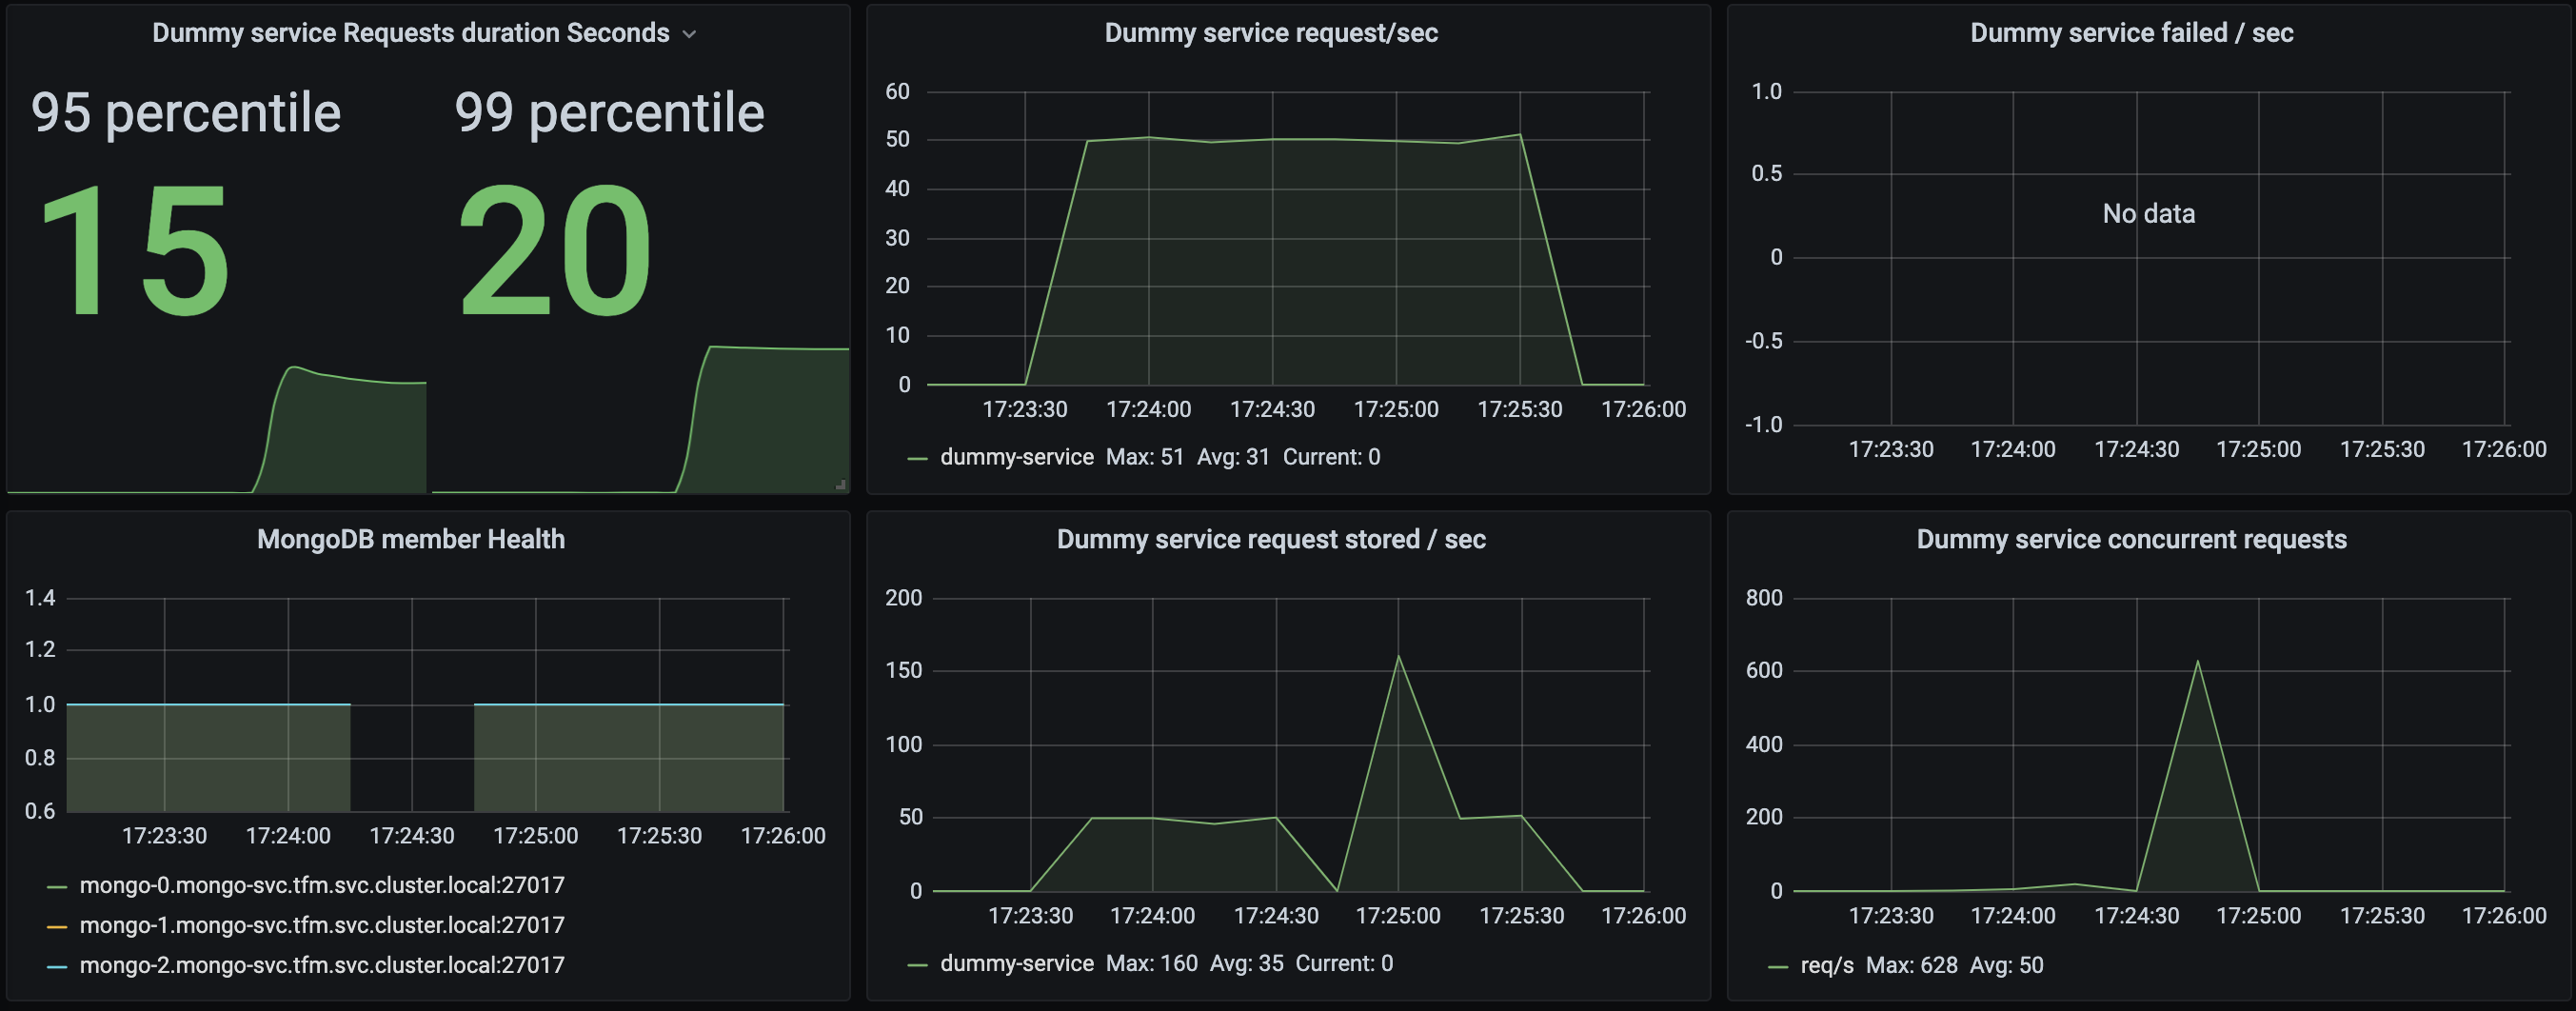 Dummy service Requests duration Seconds
95 percentile 99 percentile
15 20
Dummy service request/sec
60
50
40
30
20
10
0
17:23:30 17:24:00 17:24:30 17:25:00 17:25:30 17:26:00
dummy-service Max: 51 Avg: 31 Current: 0
Dummy service failed / sec
1.0
0.5
No data
0
-0.5
-1.0
17:23:30 17:24:00 17:24:30 17:25:00 17:25:30 17:26:00
MongoDB member Health
1.4
1.2
1.0
0.8
0.6
17:23:30 17:24:00 17:24:30 17:25:00 17:25:30 17:26:00
mongo-0.mongo-svc.tfm.svc.cluster.local:27017
mongo-1.mongo-svc.tfm.svc.cluster.local:27017
mongo-2.mongo-svc.tfm.svc.cluster.local:27017
Dummy service request stored / sec
200
150
100
50
0
17:23:30 17:24:00 17:24:30 17:25:00 17:25:30 17:26:00
dummy-service Max: 160 Avg: 35 Current: 0
Dummy service concurrent requests
800
600
400
200
0
17:23:30 17:24:00 17:24:30 17:25:00 17:25:30 17:26:00
req/s Max: 628 Avg: 50